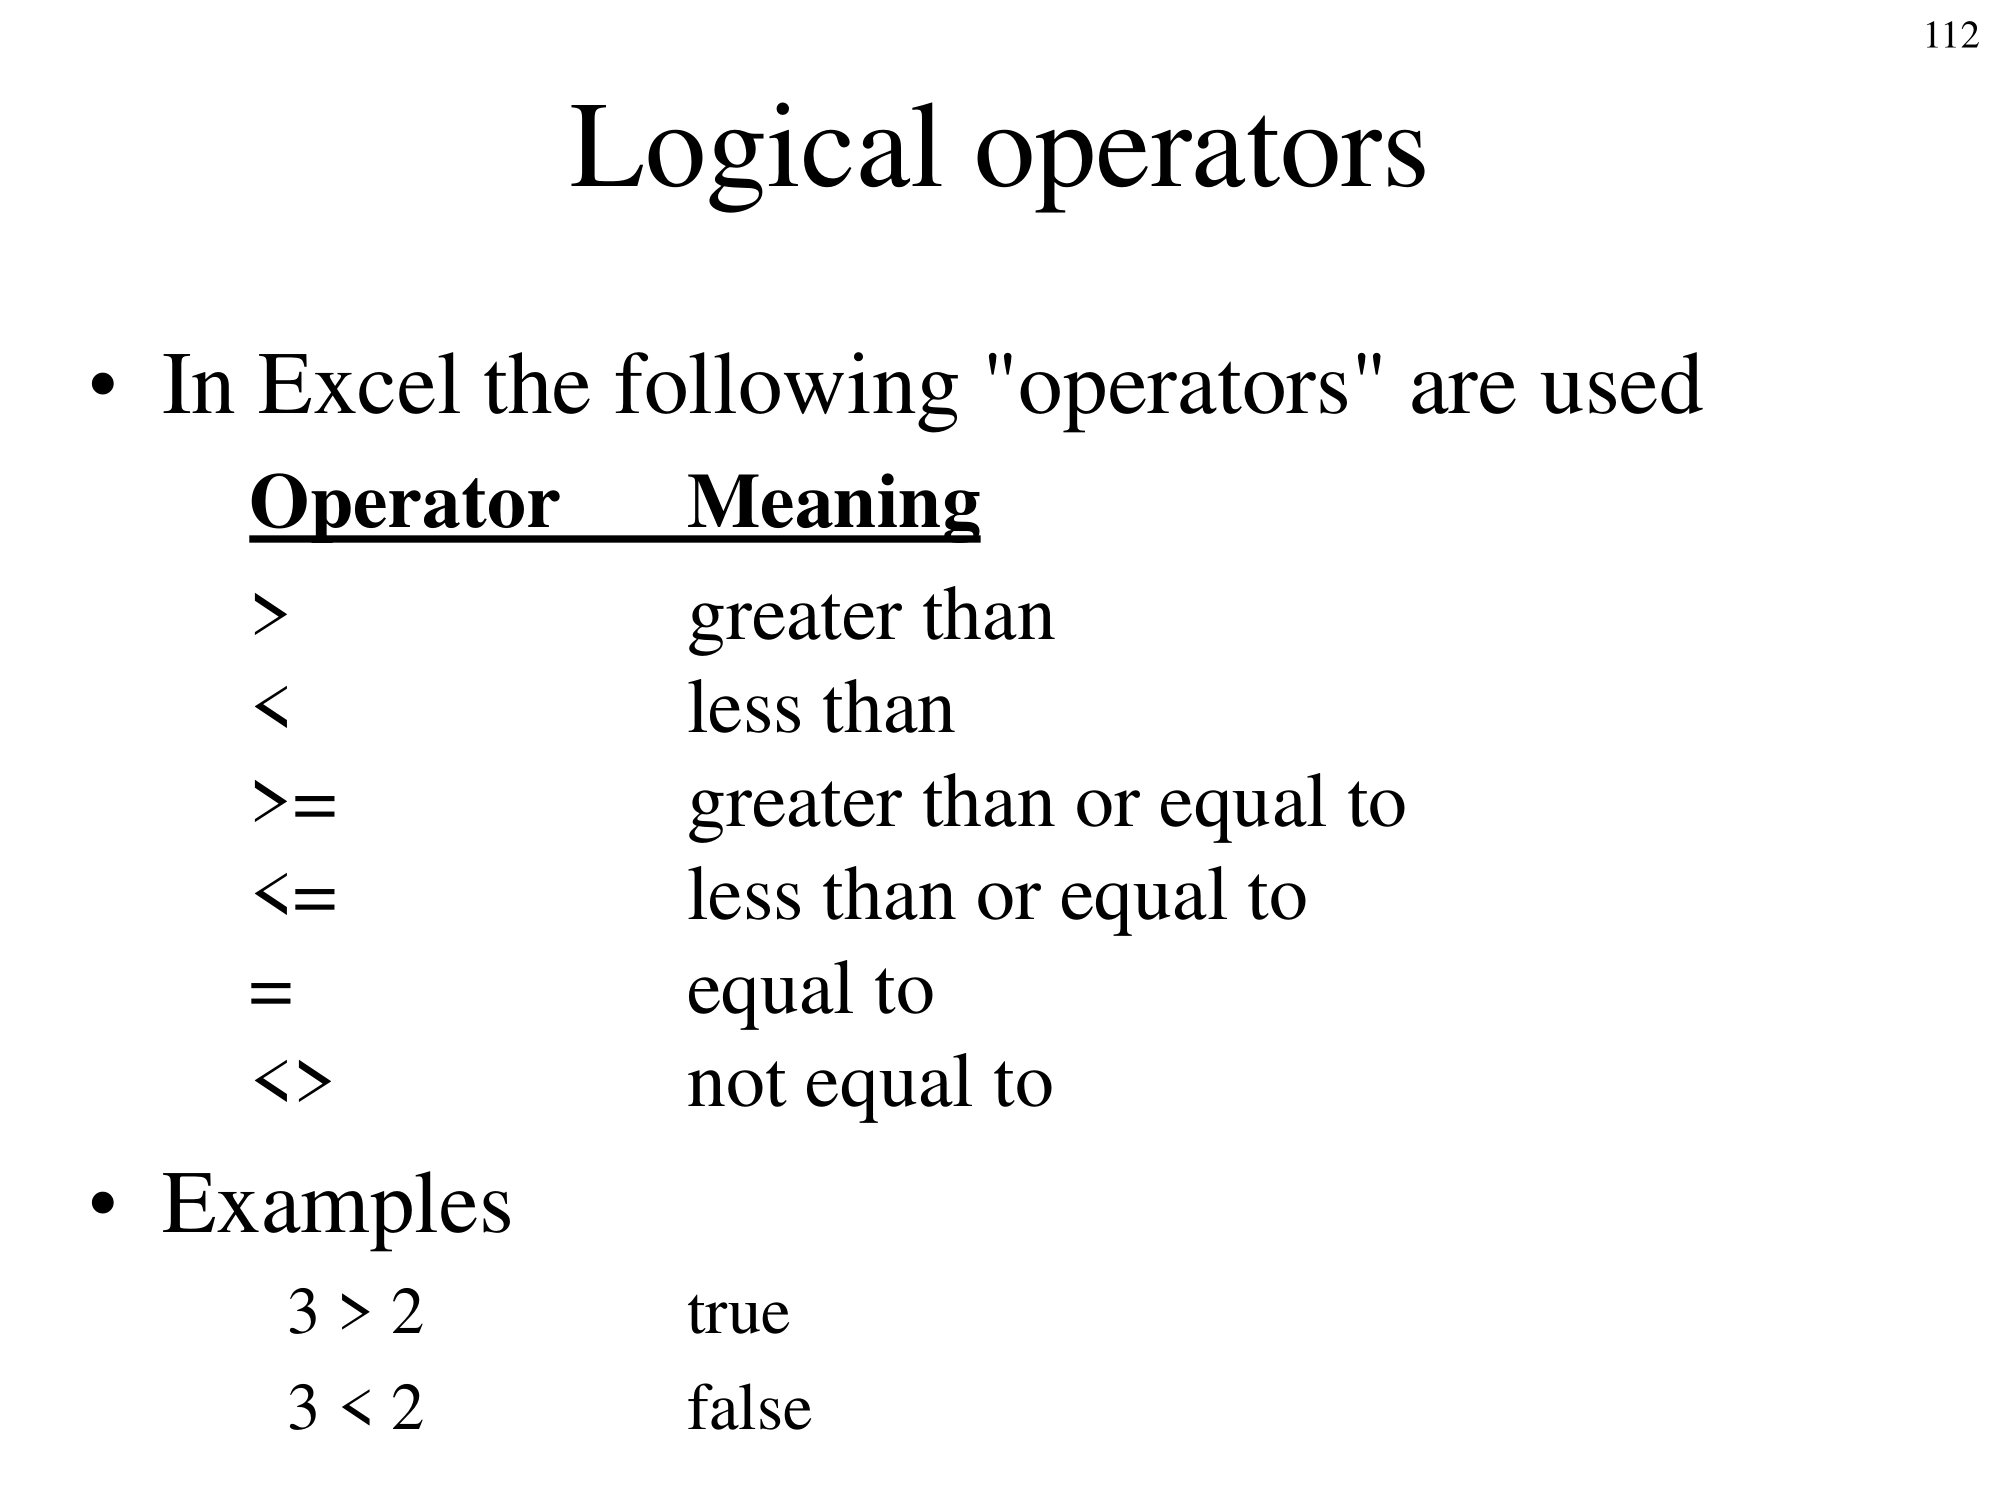 112
Logical operators
• In Excel the following "operators" are used
Operator Meaning
> greater than
< less than
>= greater than or equal to
<= less than or equal to
= equal to
<> not equal to
• Examples
3 > 2 true
3 < 2 false